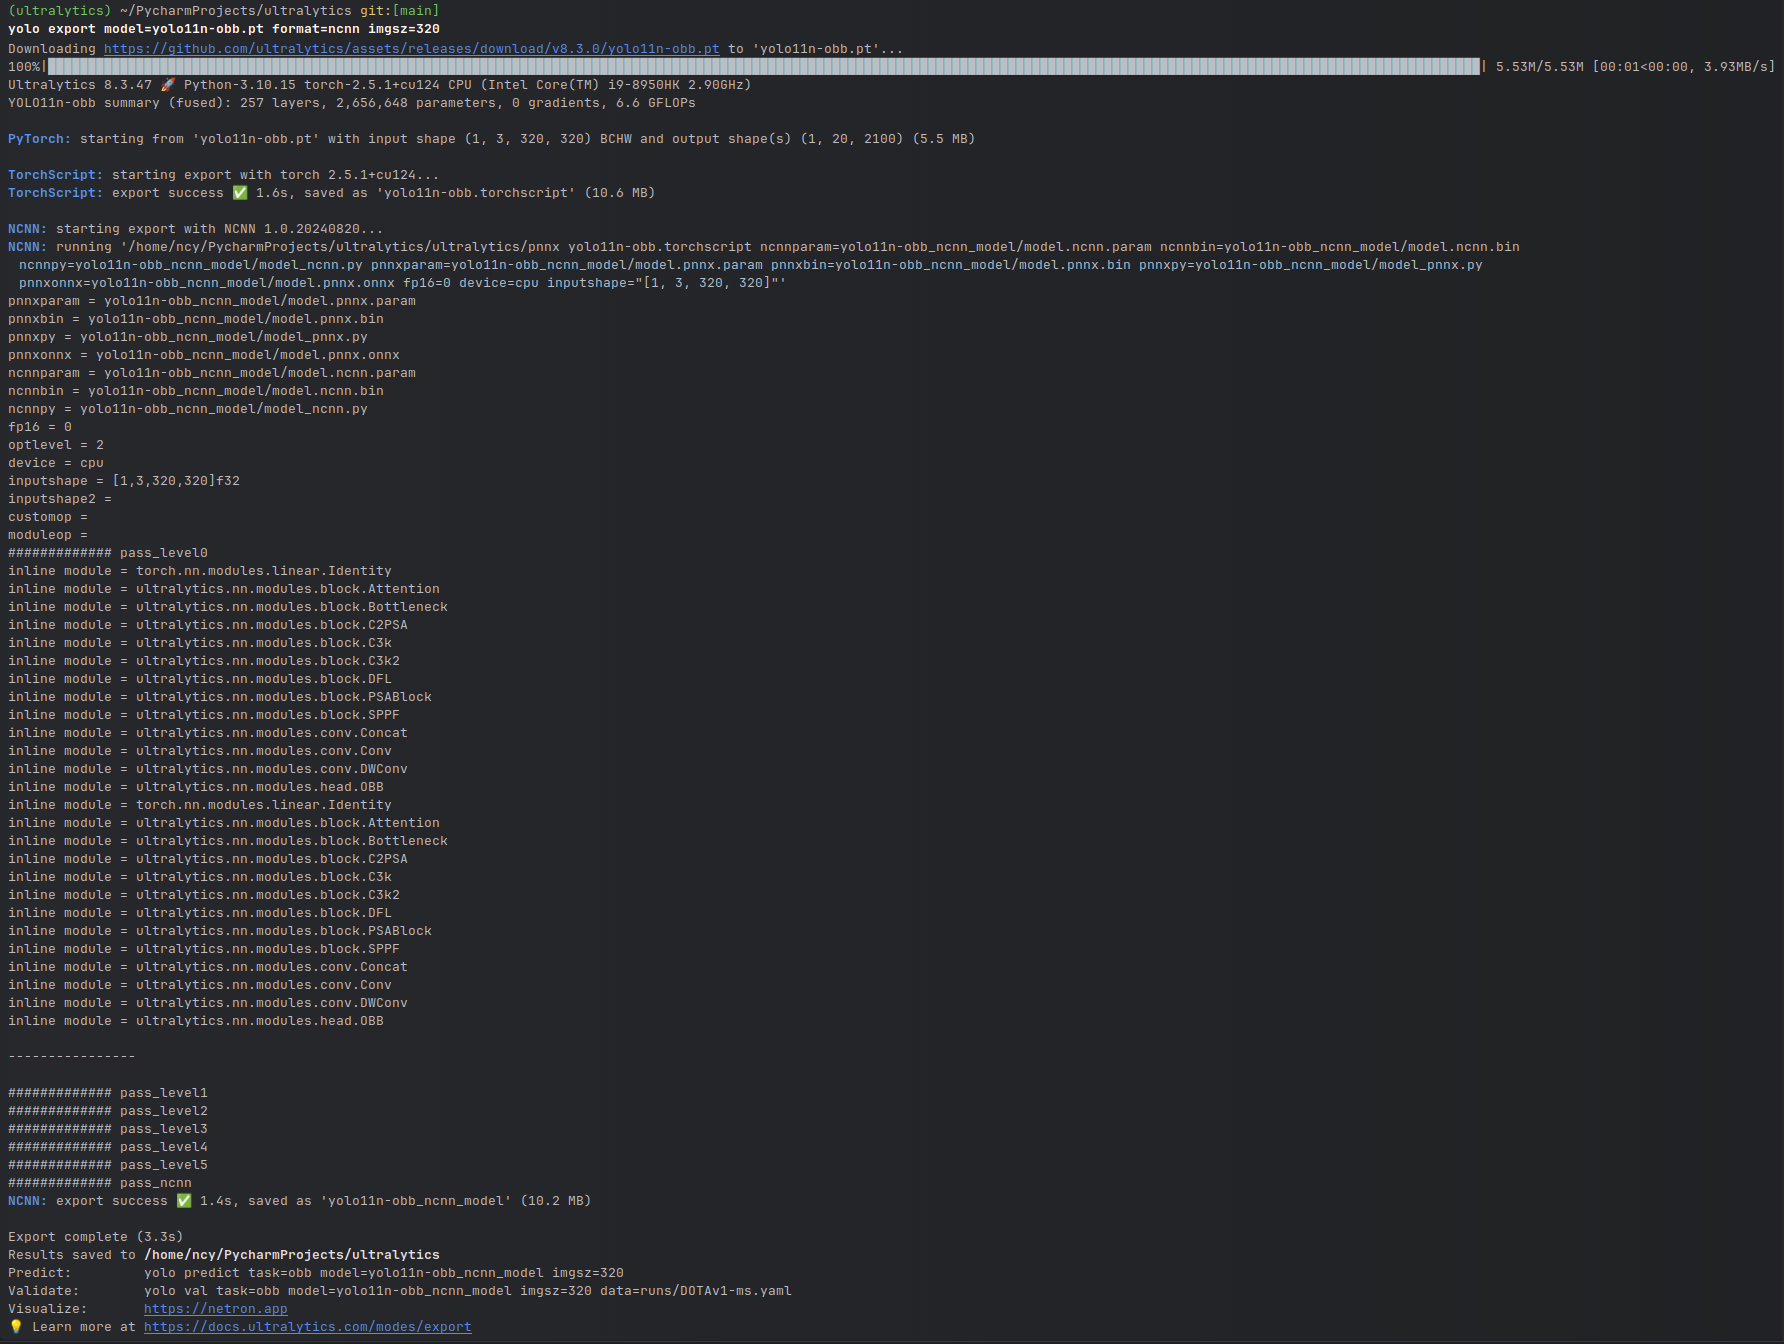 (ultralytics) ~/PycharmProjects/ultralytics git:[main]
yolo export model=yolo11n-obb.pt format=ncnn imgsz=320
Downloading https://github.com/ultralytics/assets/releases/download/v8.3.0/yolo11n-obb.pt to 'yolo11n-obb.pt'...
100%|██████████| 5.53M/5.53M [00:01<00:00, 3.93MB/s]
Ultralytics 8.3.47 🚀 Python-3.10.15 torch-2.5.1+cu124 CPU (Intel Core(TM) i9-8950HK 2.90GHz)
YOLO11n-obb summary (fused): 257 layers, 2,656,648 parameters, 0 gradients, 6.6 GFLOPs
PyTorch: starting from 'yolo11n-obb.pt' with input shape (1, 3, 320, 320) BCHW and output shape(s) (1, 20, 2100) (5.5 MB)
TorchScript: starting export with torch 2.5.1+cu124...
TorchScript: export success ✅ 1.6s, saved as 'yolo11n-obb.torchscript' (10.6 MB)
NCNN: starting export with NCNN 1.0.20240820...
NCNN: running '/home/ncy/PycharmProjects/ultralytics/ultralytics/pnnx yolo11n-obb.torchscript ncnnparam=yolo11n-obb_ncnn_model/model.ncnn.param ncnnbin=yolo11n-obb_ncnn_model/model.ncnn.bin
ncnnpy=yolo11n-obb_ncnn_model/model_ncnn.py pnnxparam=yolo11n-obb_ncnn_model/model.pnnx.param pnnxbin=yolo11n-obb_ncnn_model/model.pnnx.bin pnnxpy=yolo11n-obb_ncnn_model/model_pnnx.py
pnnxonnx=yolo11n-obb_ncnn_model/model.pnnx.onnx fp16=0 device=cpu inputshape="[1, 3, 320, 320]"'
pnnxparam = yolo11n-obb_ncnn_model/model.pnnx.param
pnnxbin = yolo11n-obb_ncnn_model/model.pnnx.bin
pnnxpy = yolo11n-obb_ncnn_model/model_pnnx.py
pnnxonnx = yolo11n-obb_ncnn_model/model.pnnx.onnx
ncnnparam = yolo11n-obb_ncnn_model/model.ncnn.param
ncnnbin = yolo11n-obb_ncnn_model/model.ncnn.bin
ncnnpy = yolo11n-obb_ncnn_model/model_ncnn.py
fp16 = 0
optlevel = 2
device = cpu
inputshape = [1,3,320,320]f32
inputshape2 =
customop =
moduleop =
############# pass_level0
inline module = torch.nn.modules.linear.Identity
inline module = ultralytics.nn.modules.block.Attention
inline module = ultralytics.nn.modules.block.Bottleneck
inline module = ultralytics.nn.modules.block.C2PSA
inline module = ultralytics.nn.modules.block.C3k
inline module = ultralytics.nn.modules.block.C3k2
inline module = ultralytics.nn.modules.block.DFL
inline module = ultralytics.nn.modules.block.PSABlock
inline module = ultralytics.nn.modules.block.SPPF
inline module = ultralytics.nn.modules.conv.Concat
inline module = ultralytics.nn.modules.conv.Conv
inline module = ultralytics.nn.modules.conv.DWConv
inline module = ultralytics.nn.modules.head.OBB
inline module = torch.nn.modules.linear.Identity
inline module = ultralytics.nn.modules.block.Attention
inline module = ultralytics.nn.modules.block.Bottleneck
inline module = ultralytics.nn.modules.block.C2PSA
inline module = ultralytics.nn.modules.block.C3k
inline module = ultralytics.nn.modules.block.C3k2
inline module = ultralytics.nn.modules.block.DFL
inline module = ultralytics.nn.modules.block.PSABlock
inline module = ultralytics.nn.modules.block.SPPF
inline module = ultralytics.nn.modules.conv.Concat
inline module = ultralytics.nn.modules.conv.Conv
inline module = ultralytics.nn.modules.conv.DWConv
inline module = ultralytics.nn.modules.head.OBB
----------------
############# pass_level1
############# pass_level2
############# pass_level3
############# pass_level4
############# pass_level5
############# pass_ncnn
NCNN: export success ✅ 1.4s, saved as 'yolo11n-obb_ncnn_model' (10.2 MB)
Export complete (3.3s)
Results saved to /home/ncy/PycharmProjects/ultralytics
Predict:         yolo predict task=obb model=yolo11n-obb_ncnn_model imgsz=320
Validate:        yolo val task=obb model=yolo11n-obb_ncnn_model imgsz=320 data=runs/DOTAv1-ms.yaml
Visualize:       https://netron.app
💡 Learn more at https://docs.ultralytics.com/modes/export